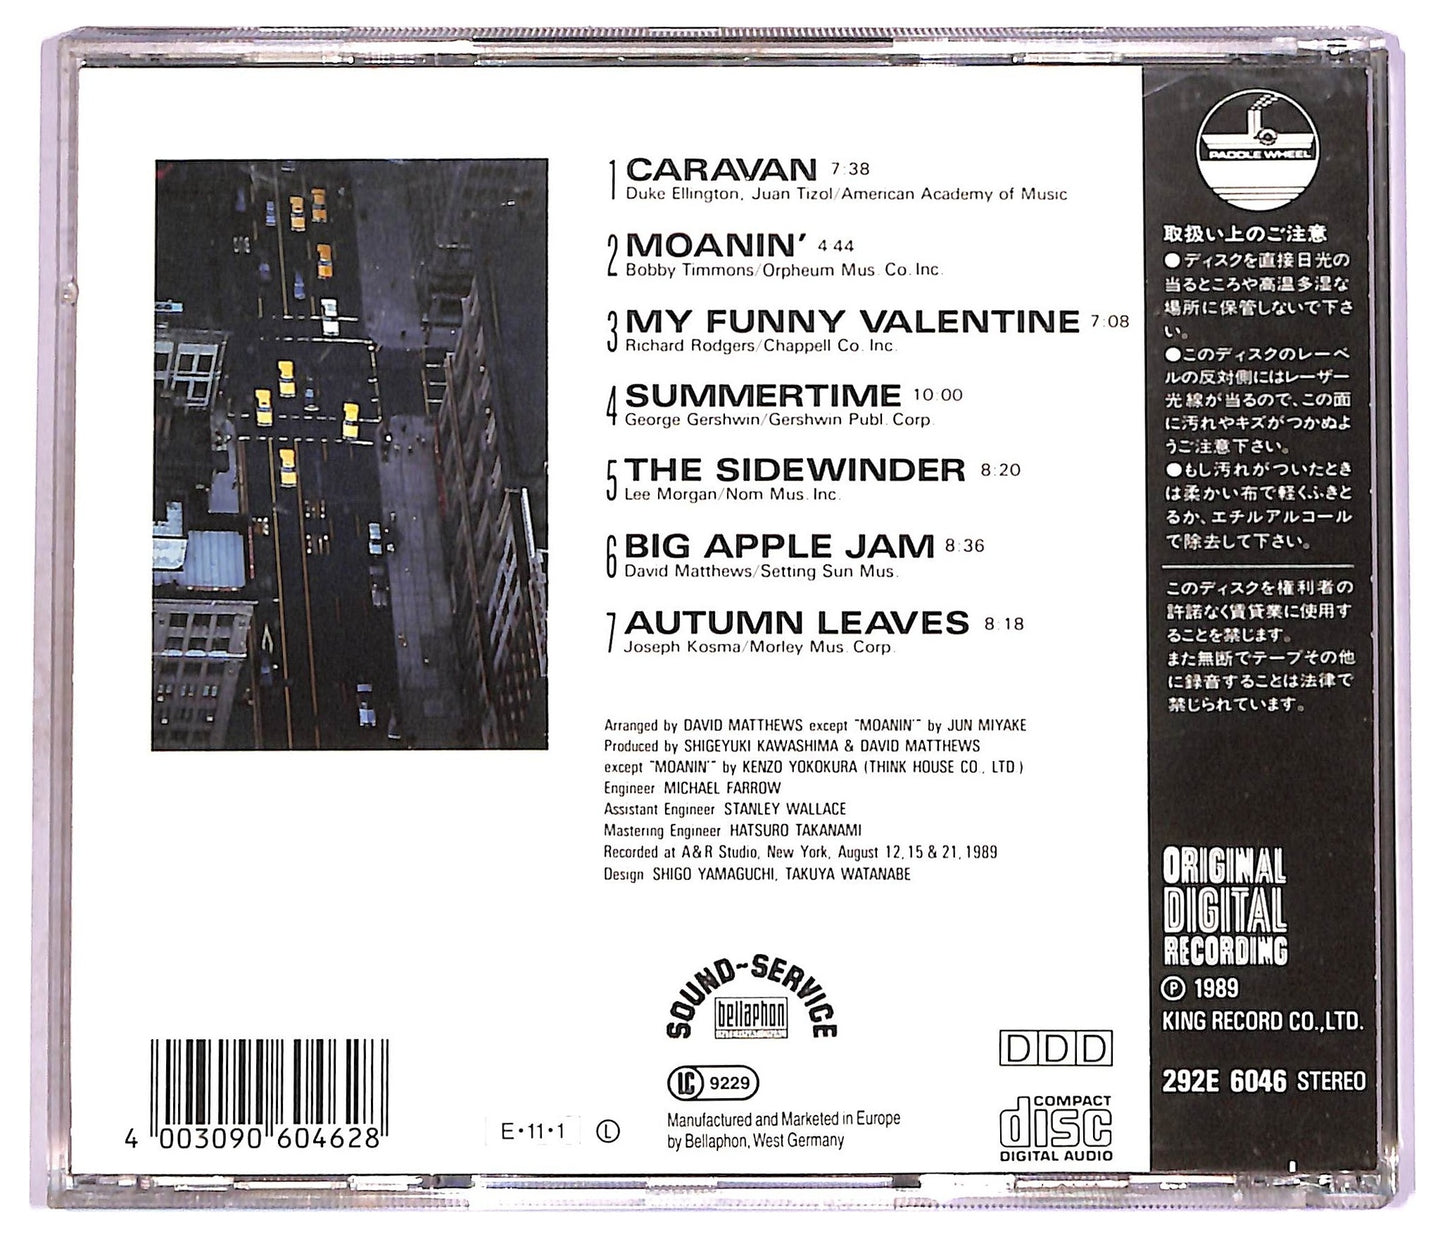 1 CARAVAN 7:38
Duke Ellington, Juan Tizol/American Academy of Music
2 MOANIN' 4:44
Bobby Timmons/Orpheum Mus. Co. Inc.
3 MY FUNNY VALENTINE 7:08
Richard Rodgers/Chappell Co. Inc.
4 SUMMERTIME 10:00
George Gershwin/Gershwin Publ. Corp.
5 THE SIDEWINDER 8:20
Lee Morgan/Nom Mus. Inc.
6 BIG APPLE JAM 8:36
David Matthews/Setting Sun Mus.
7 AUTUMN LEAVES 8:18
Joseph Kosma/Morley Mus. Corp.
Arranged by DAVID MATTHEWS except "MOANIN'" by JUN MIYAKE
Produced by SHIGEYUKI KAWASHIMA & DAVID MATTHEWS
except "MOANIN'" by KENZO YOKOKURA (THINK HOUSE CO., LTD.)
Engineer MICHAEL FARROW
Assistant Engineer STANLEY WALLACE
Mastering Engineer HATSURO TAKANAMI
Recorded at A&R Studio, New York, August 12, 15 & 21, 1989
Design SHIGO YAMAGUCHI, TAKUYA WATANABE
SOUND~SERVICE
bellaphon
INTERNATIONAL
LC 9229
Manufactured and Marketed in Europe
by Bellaphon, West Germany
4 003090 604628
E•11•1 L
DDD
COMPACT
disc
DIGITAL AUDIO
PADDLE WHEEL
取扱い上のご注意
●ディスクを直接日光の
当るところや高温多湿な
場所に保管しないで下さ
い。
●このディスクのレーベ
ルの反対側にはレーザー
光線が当るので、この面
に汚れやキズがつかぬよ
うご注意下さい。
●もし汚れがついたとき
は柔かい布で軽くふきと
るか、エチルアルコール
で除去して下さい。
このディスクを権利者の
許諾なく賃貸業に使用す
ることを禁じます。
また無断でテープその他
に録音することは法律で
禁じられています。
ORIGINAL
DIGITAL
RECORDING
Ⓟ 1989
KING RECORD CO.,LTD.
292E 6046 STEREO